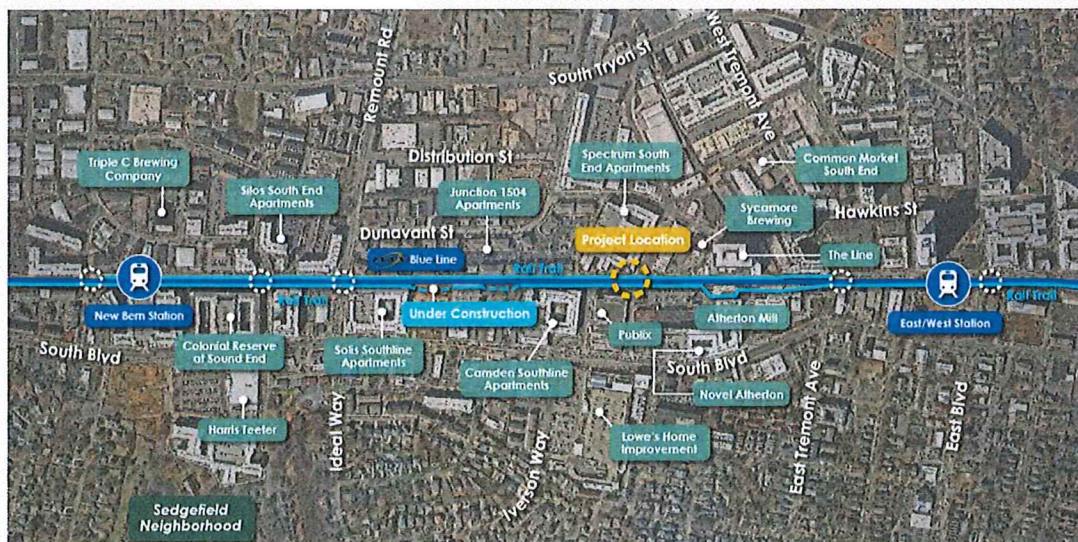 West Tremont Ave
Remount Rd
South Tryon St
Distribution St
Spectrum South
End Apartments
Common Market
South End
Triple C Brewing
Company
Silos South End
Apartments
Junction 1504
Apartments
Sycamore
Brewing
Hawkins St
Dunavant St
Project Location
Blue Line
The Line
Rail Trail
Rail Trail
Rail Trail
Rail Trail
New Bern Station
Under Construction
East/West Station
Publix
Atherton Mill
South Blvd
Colonial Reserve
at Sound End
Solis Southline
Apartments
Camden Southline
Apartments
South Blvd
Novel Atherton
Harris Teeter
Ideal Way
Lowe's Home
Improvement
Iverson Way
East Tremont Ave
East Blvd
Sedgefield
Neighborhood